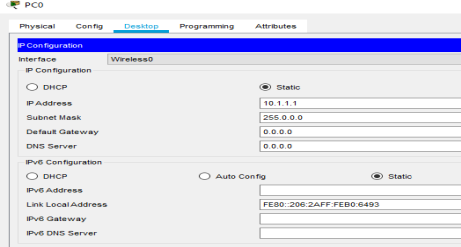 PC0
Physical Config Desktop Programming Attributes
IP Configuration
Interface Wireless0
IP Configuration
DHCP Static
IP Address 10.1.1.1
Subnet Mask 255.0.0.0
Default Gateway 0.0.0.0
DNS Server 0.0.0.0
IPv6 Configuration
DHCP Auto Config Static
IPv6 Address
Link Local Address FE80::206:2AFF:FEB0:6493
IPv6 Gateway
IPv6 DNS Server